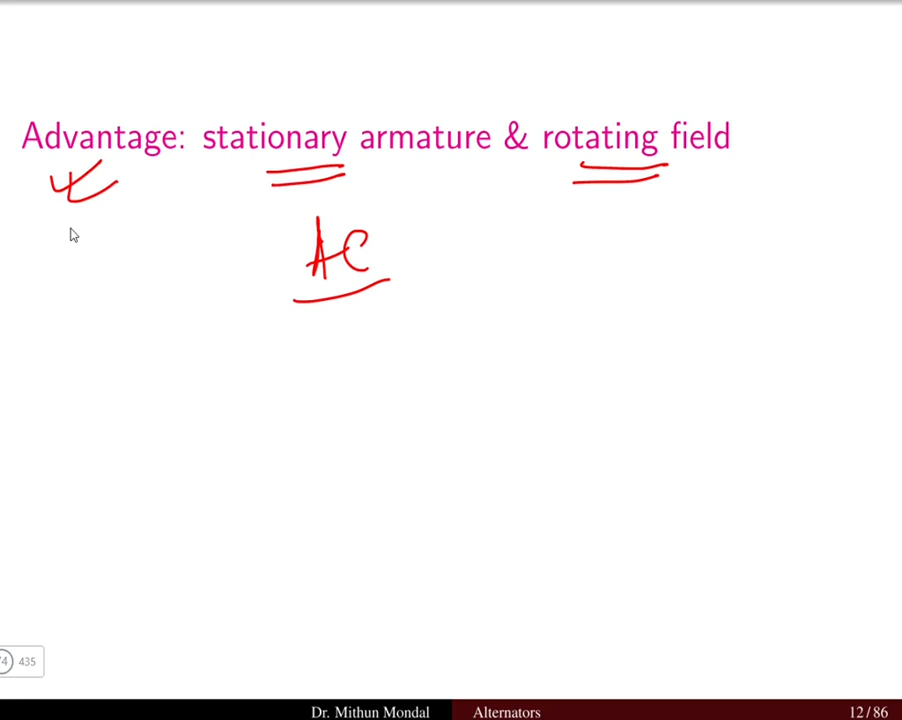 Advantage: stationary armature & rotating field
AC
435
Dr. Mithun Mondal Alternators 12/86